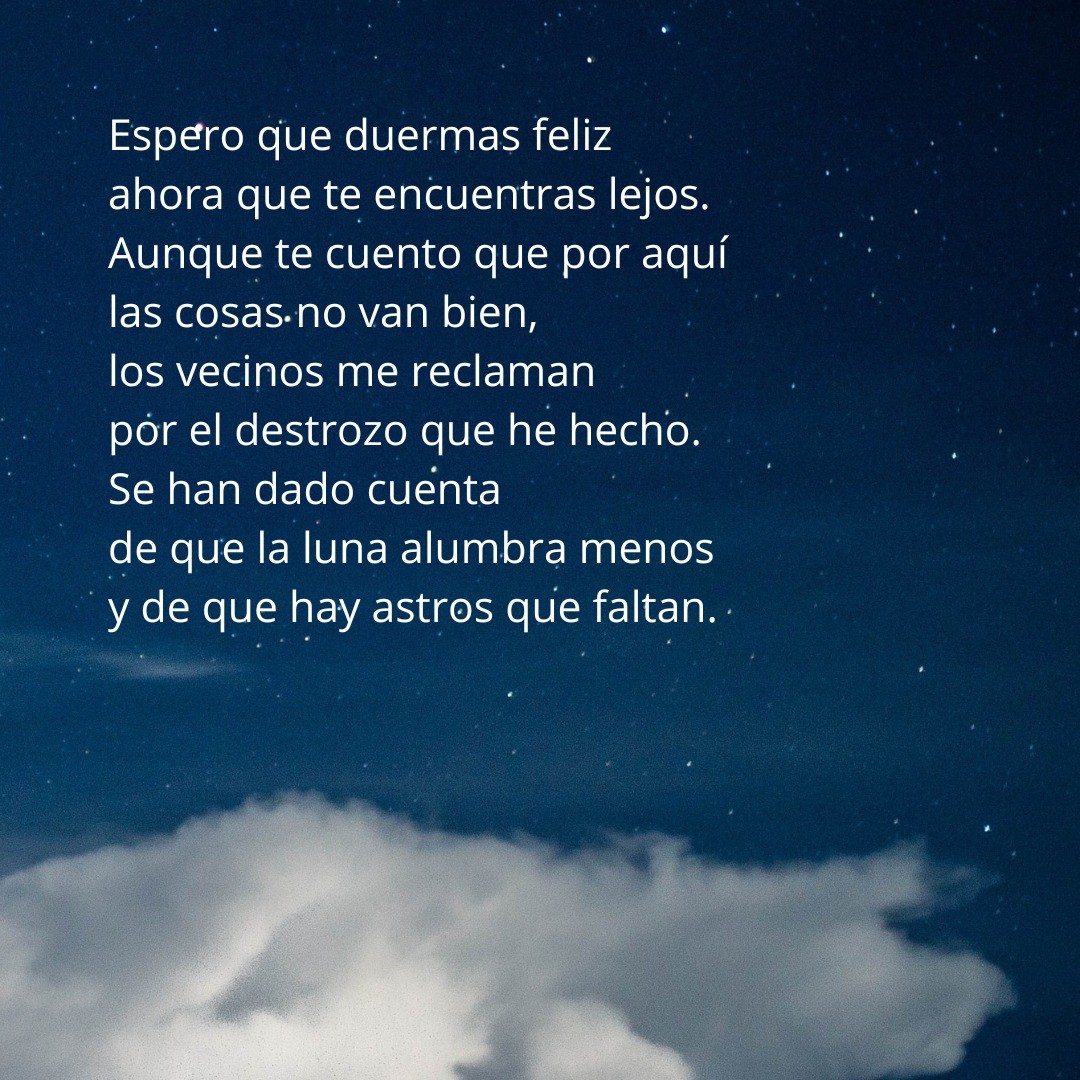 Espero que duermas feliz
ahora que te encuentras lejos.
Aunque te cuento que por aquí
las cosas no van bien,
los vecinos me reclaman
por el destrozo que he hecho.
Se han dado cuenta
de que la luna alumbra menos
y de que hay astros que faltan.